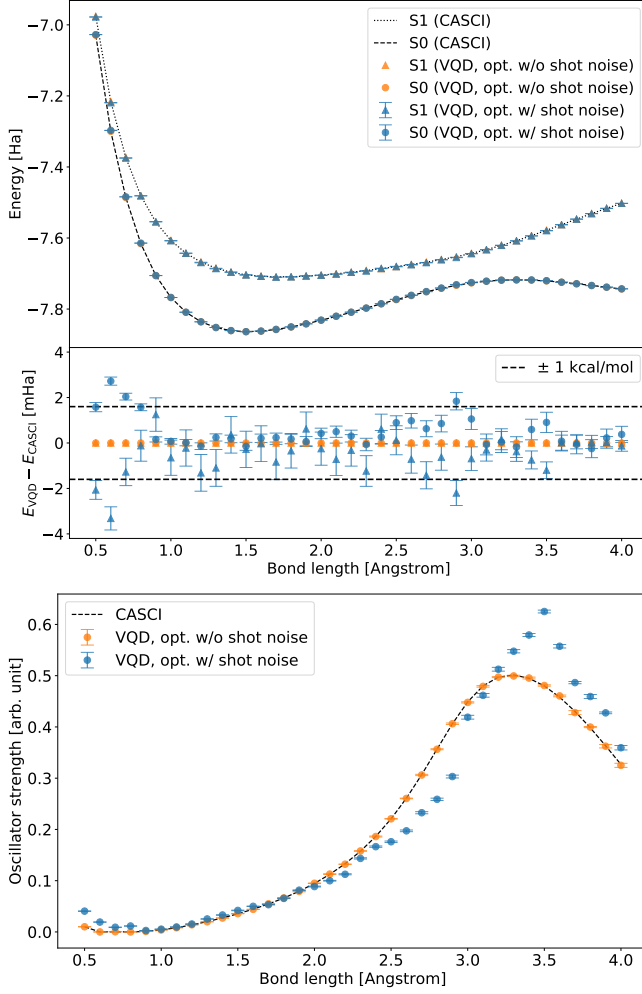 S1 (CASCI)
S0 (CASCI)
S1 (VQD, opt. w/o shot noise)
S0 (VQD, opt. w/o shot noise)
S1 (VQD, opt. w/ shot noise)
S0 (VQD, opt. w/ shot noise)
Energy [Ha]
−7.0
−7.2
−7.4
−7.6
−7.8
± 1 kcal/mol
E_VQD − E_CASCI [mHa]
4
2
0
−2
−4
0.5 1.0 1.5 2.0 2.5 3.0 3.5 4.0
Bond length [Angstrom]
CASCI
VQD, opt. w/o shot noise
VQD, opt. w/ shot noise
Oscillator strength [arb. unit]
0.6
0.5
0.4
0.3
0.2
0.1
0.0
0.5 1.0 1.5 2.0 2.5 3.0 3.5 4.0
Bond length [Angstrom]